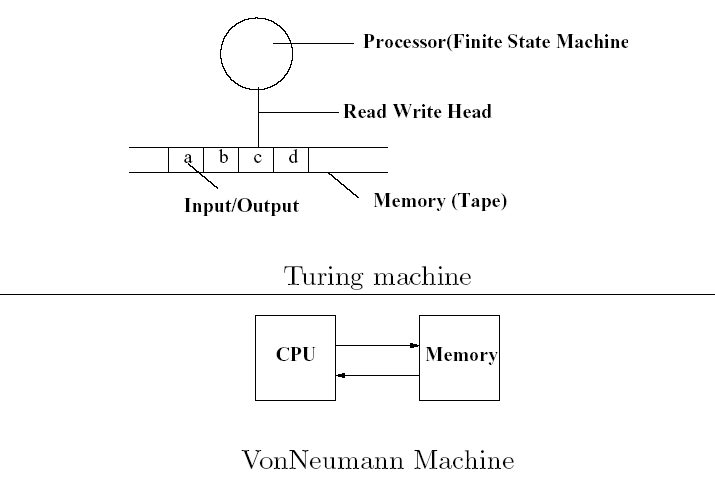 Processor(Finite State Machine
Read Write Head
a b c d
Input/Output
Memory (Tape)
Turing machine
CPU
Memory
VonNeumann Machine